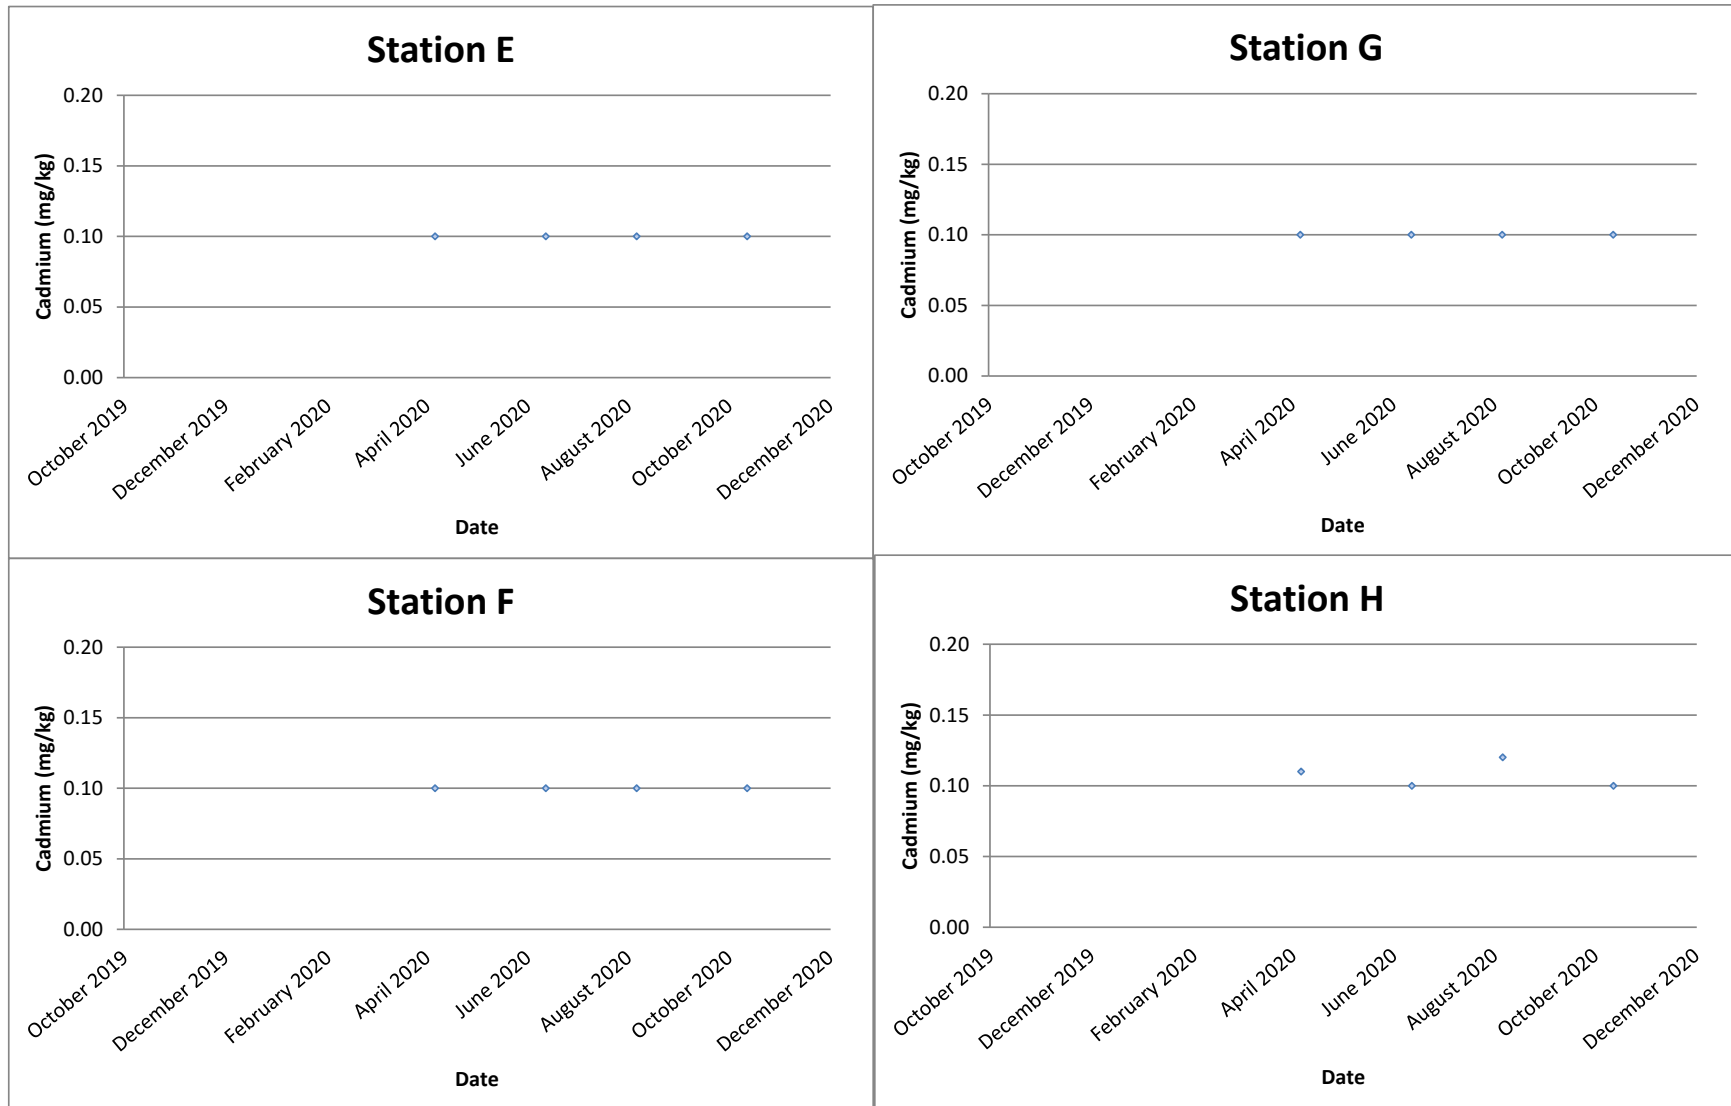 Station E
0.20
0.15
0.10
0.05
0.00
Cadmium (mg/kg)
October 2019
December 2019
February 2020
April 2020
June 2020
August 2020
October 2020
December 2020
Date
Station G
0.20
0.15
0.10
0.05
0.00
Cadmium (mg/kg)
October 2019
December 2019
February 2020
April 2020
June 2020
August 2020
October 2020
December 2020
Date
Station F
0.20
0.15
0.10
0.05
0.00
Cadmium (mg/kg)
October 2019
December 2019
February 2020
April 2020
June 2020
August 2020
October 2020
December 2020
Date
Station H
0.20
0.15
0.10
0.05
0.00
Cadmium (mg/kg)
October 2019
December 2019
February 2020
April 2020
June 2020
August 2020
October 2020
December 2020
Date